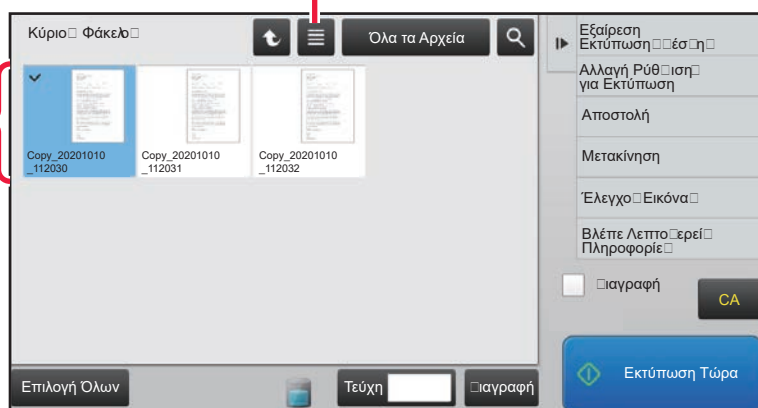 Κύριο□ Φάκελο□
Όλα τα Αρχεία
Copy_20201010
_112030
Copy_20201010
_112031
Copy_20201010
_112032
Εξαίρεση
Εκτύπωση□□έσ□η□
Αλλαγή Ρύθ□ιση□
για Εκτύπωση
Αποστολή
Μετακίνηση
Έλεγχο□Εικόνα□
Βλέπε Λεπτο□ερεί□
Πληροφορίε□
□ιαγραφή
CA
Επιλογή Όλων
Τεύχη
□ιαγραφή
Εκτύπωση Τώρα